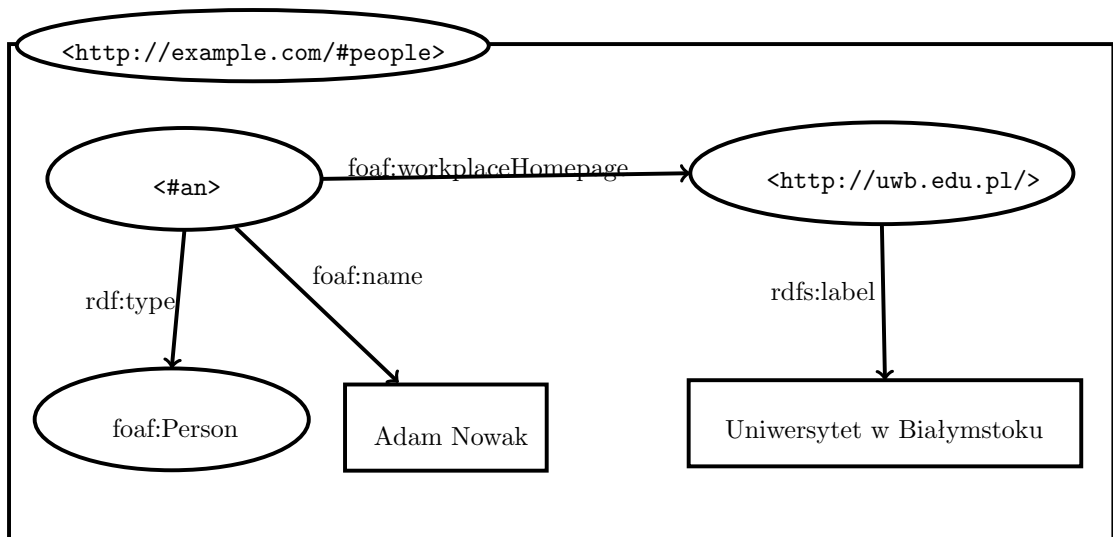 <http://example.com/#people>
foaf:workplaceHomepage
<#an>
<http://uwb.edu.pl/>
foaf:name
rdf:type
rdfs:label
foaf:Person
Adam Nowak
Uniwersytet w Białymstoku